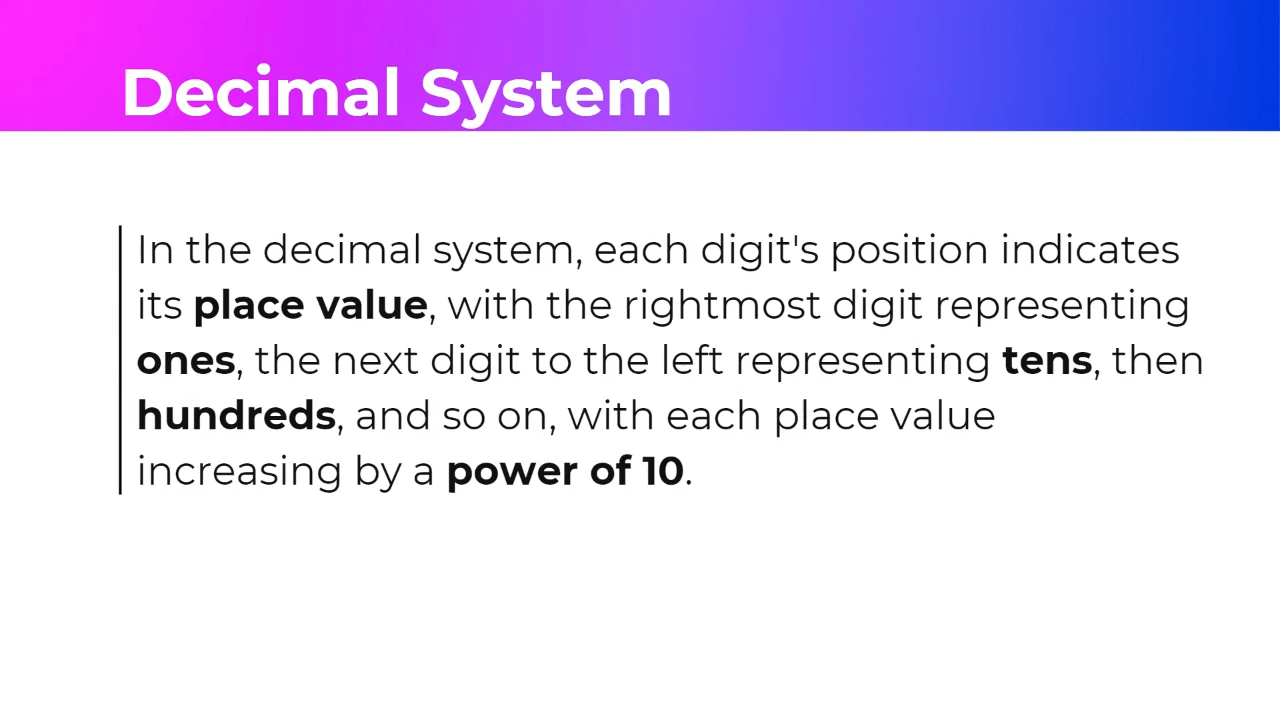 Decimal System
In the decimal system, each digit's position indicates
its place value, with the rightmost digit representing
ones, the next digit to the left representing tens, then
hundreds, and so on, with each place value
increasing by a power of 10.